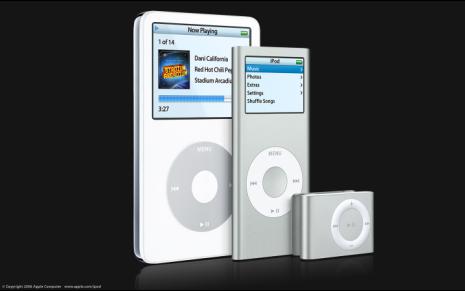 Now Playing
1 of 14
Dani California
Red Hot Chili Pep
Stadium Arcadiu
3:27
MENU
iPod
Music
Photos
Extras
Settings
Shuffle Songs
MENU
© Copyright 2006 Apple Computer www.apple.com/ipod